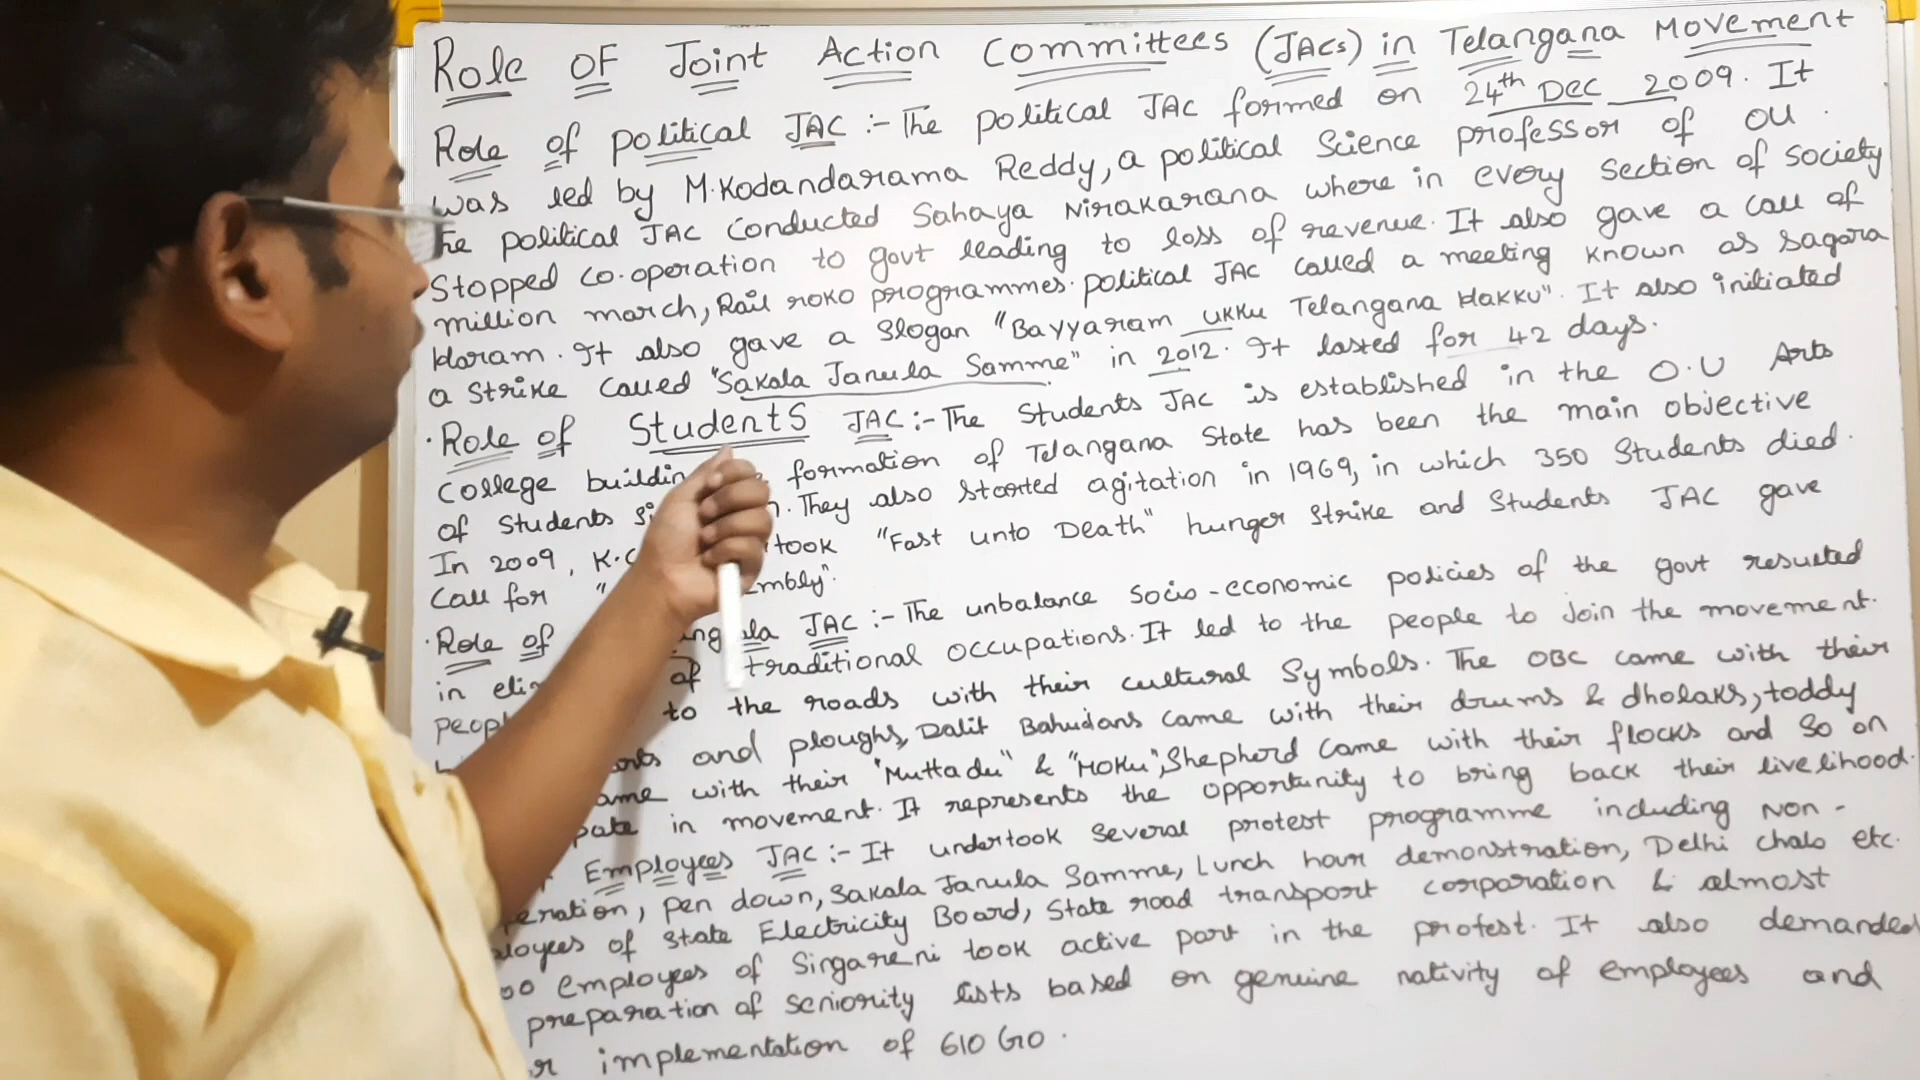 Role OF Joint Action Committees (JACs) in Telangana Movement
Role of political JAC :- The political JAC formed on 24th Dec 2009. It
was led by M.Kodandarama Reddy, a political Science professor of OU.
The political JAC conducted Sahaya Nirakarana where in every section of society
stopped co-operation to govt leading to loss of revenue. It also gave a call of
million march, Rail roko programmes. political JAC called a meeting known as Sagara
Haram. It also gave a slogan "Bayyaram ukku Telangana Hakku". It also initiated
a strike called "Sakala Janula Samme" in 2012. It lasted for 42 days.
· Role of Students JAC :- The Students JAC is established in the O.U Arts
College buildin formation of Telangana State has been the main objective
of Students si They also started agitation in 1969, in which 350 Students died.
In 2009, K.C took "Fast unto Death" hunger strike and Students JAC gave
Call for " embly".
· Role of JAC :- The unbalance socio-economic policies of the govt resulted
in eli of traditional occupations. It led to the people to Join the movement.
peop to the roads with their cultural Symbols. The OBC came with their
and ploughs, Dalit Bahudans came with their drums & dholaks, toddy
ame with their "Muttadu" & "Moku", Shepherd came with their flocks and so on
pate in movement. It represents the opportunity to bring back their livelihood.
Employees JAC :- It undertook several protest programme including Non-
eration, pen down, Sakala Janula Samme, Lunch hour demonstration, Delhi chalo etc.
ployees of State Electricity Board, State road transport corporation & almost
employees of Singareni took active part in the protest. It also demanded
preparation of seniority lists based on genuine nativity of employees and
implementation of 610 GO.